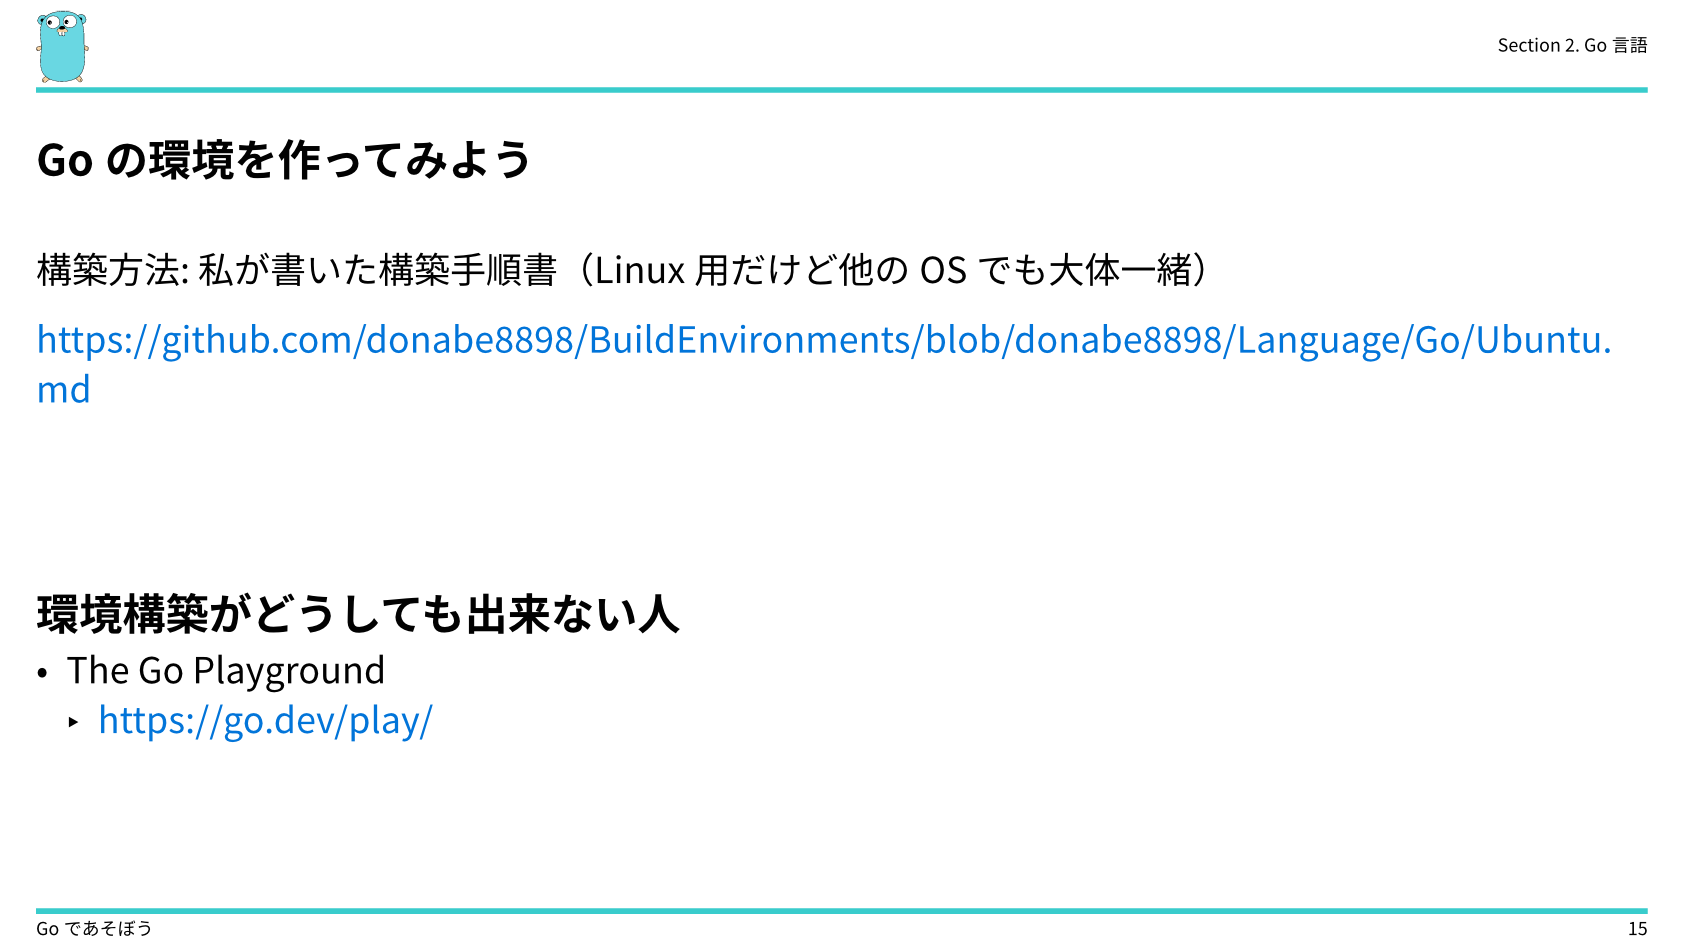 Section 2. Go 言語
Go の環境を作ってみよう
構築方法: 私が書いた構築手順書（Linux 用だけど他の OS でも大体一緒）
https://github.com/donabe8898/BuildEnvironments/blob/donabe8898/Language/Go/Ubuntu.
md
環境構築がどうしても出来ない人
• The Go Playground
‣ https://go.dev/play/
Go であそぼう
15